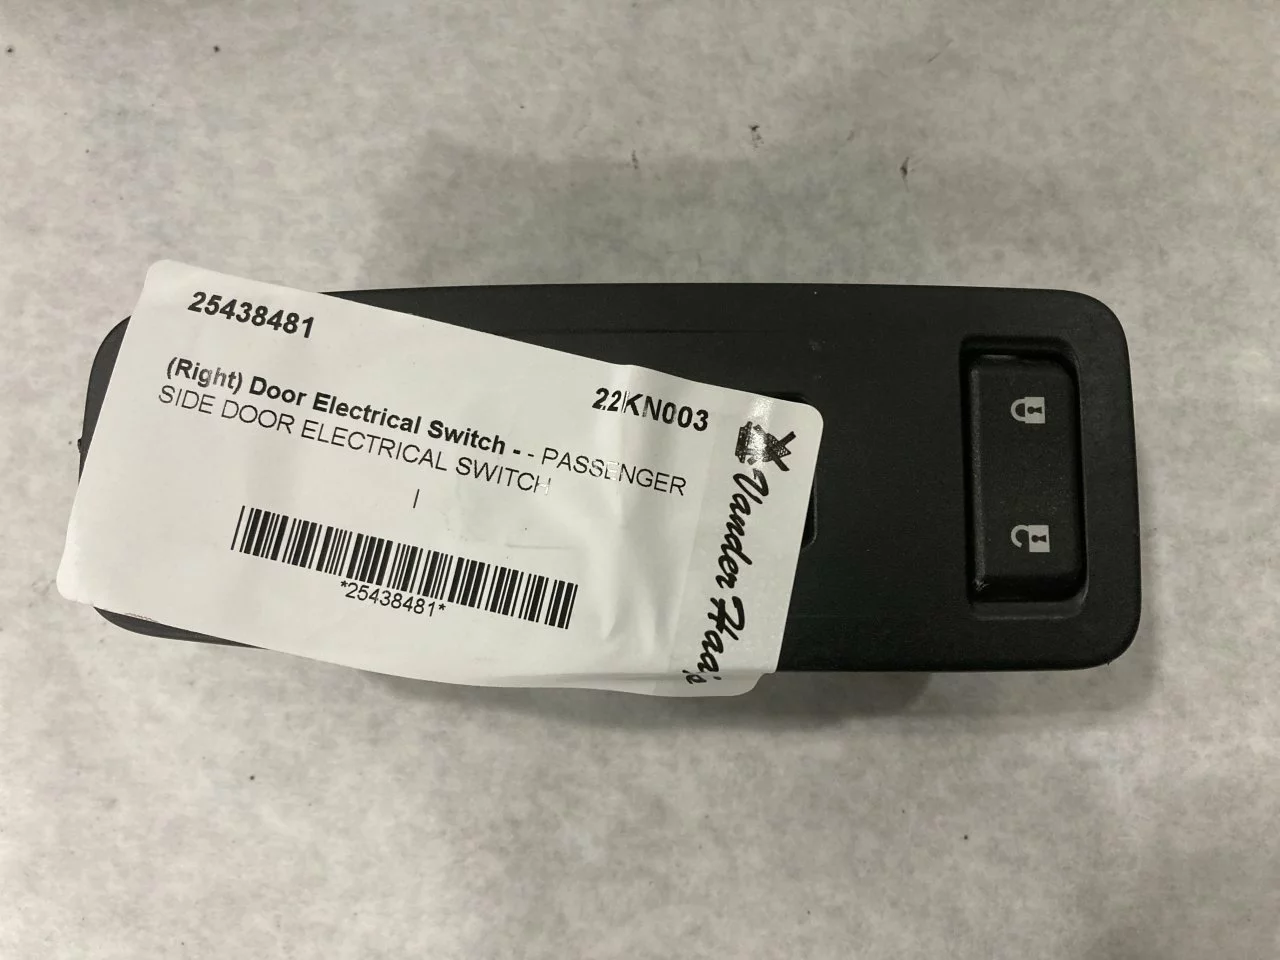 25438481
22KN003
(Right) Door Electrical Switch - - PASSENGER
SIDE DOOR ELECTRICAL SWITCH
|
*25438481*
Vander Haag's